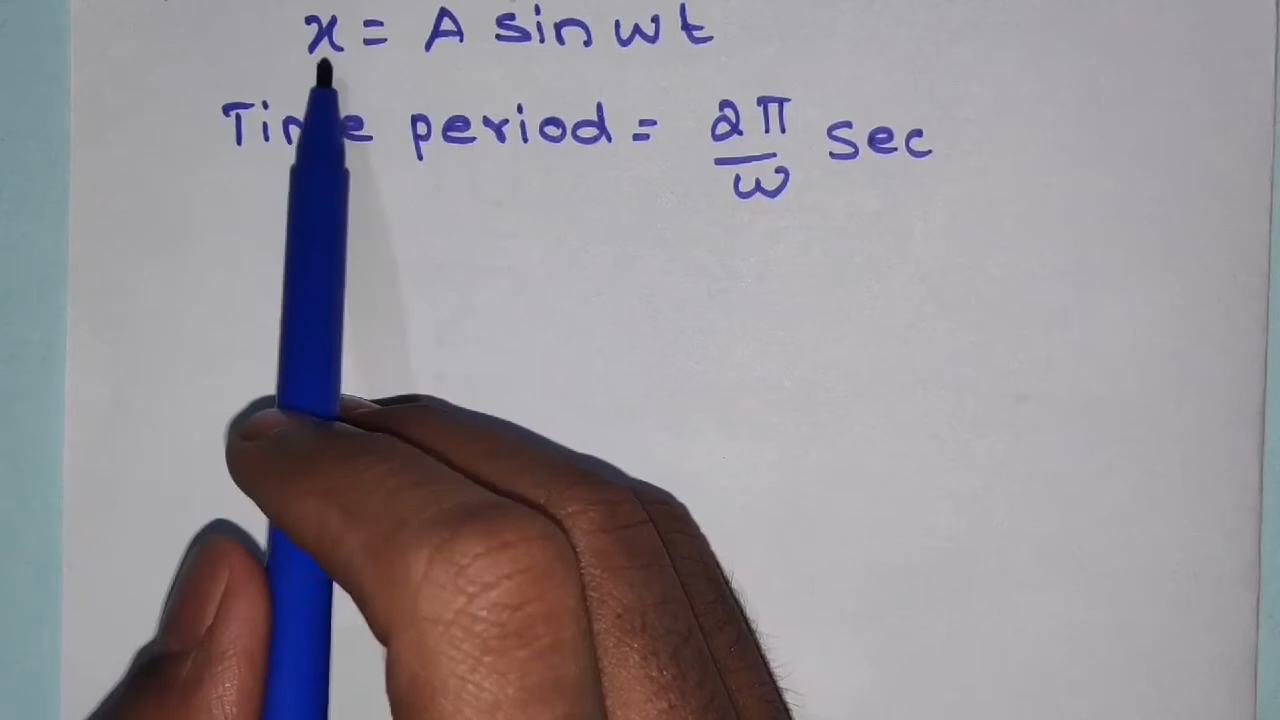 x = A sin ωt
Time period = 2π/ω sec